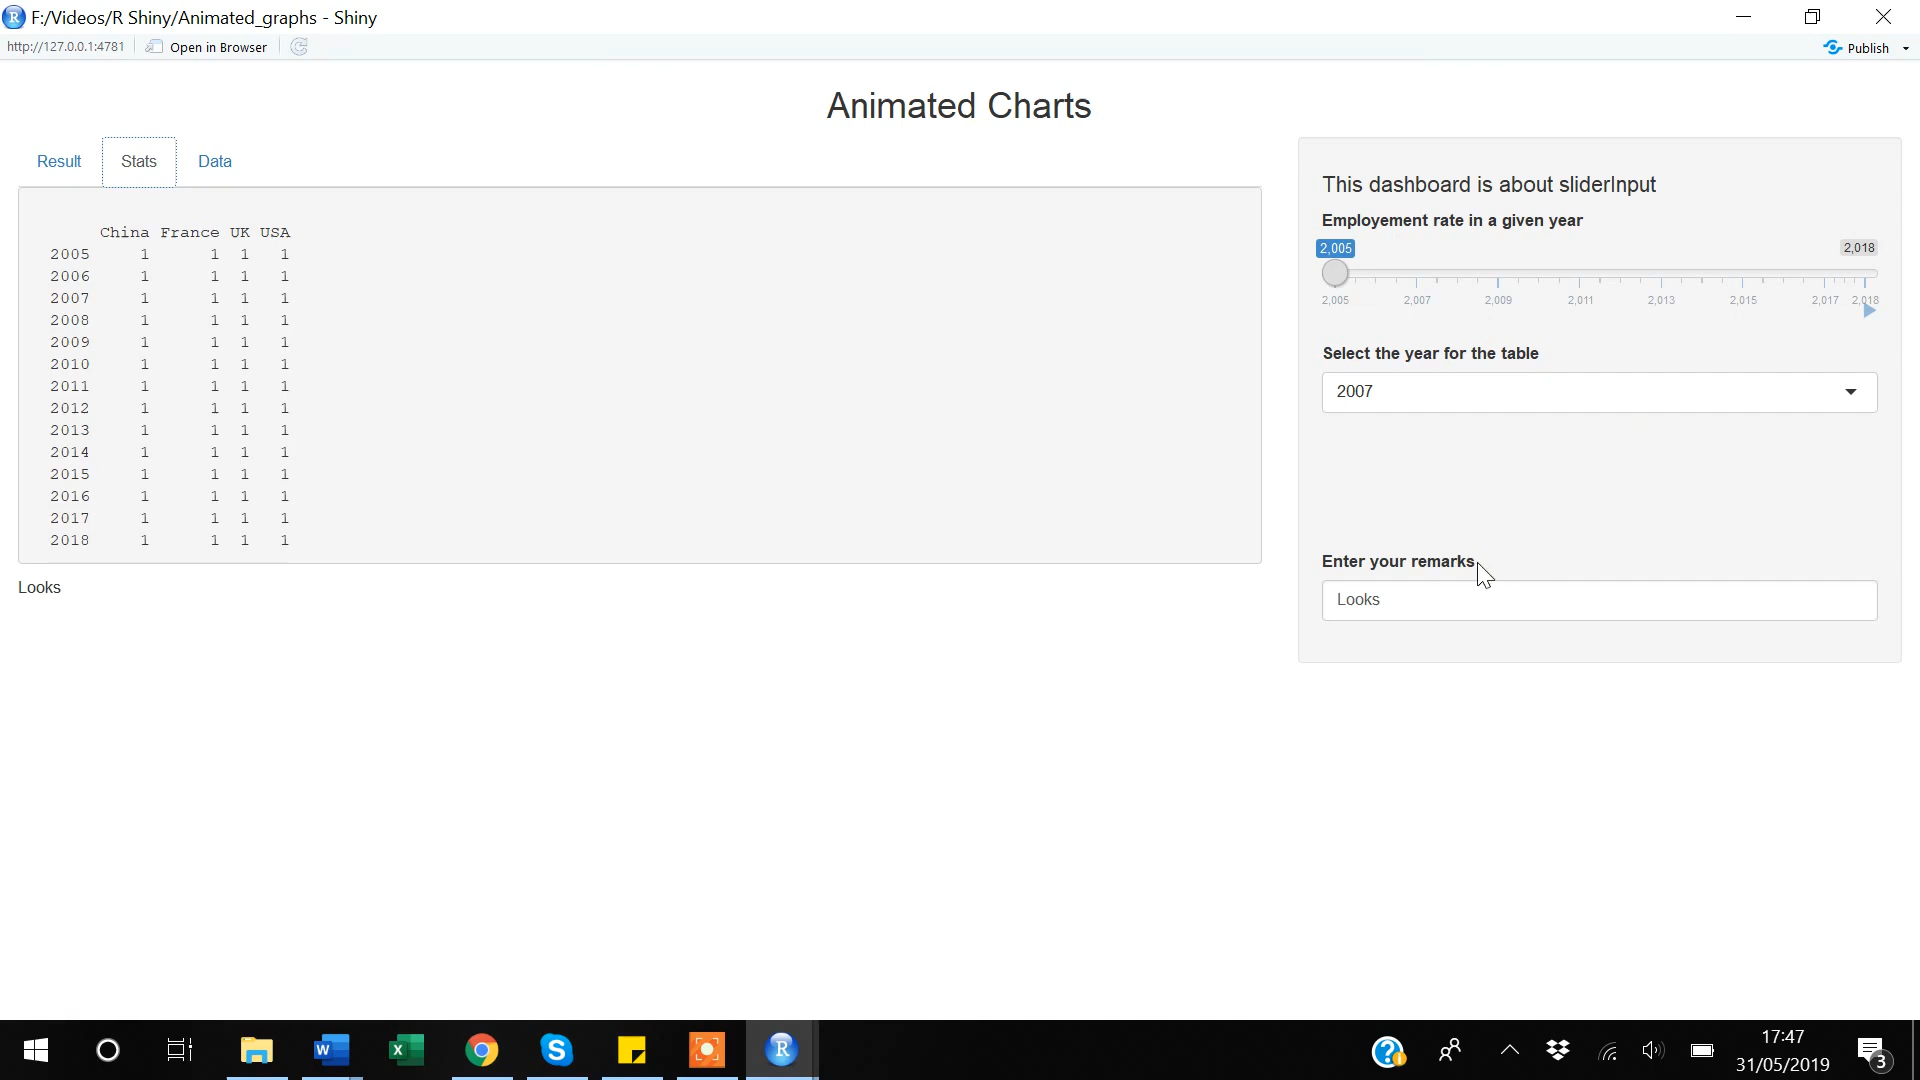 F:/Videos/R Shiny/Animated_graphs - Shiny
http://127.0.0.1:4781 Open in Browser Publish
Animated Charts
Result Stats Data
China France UK USA
2005 1 1 1 1
2006 1 1 1 1
2007 1 1 1 1
2008 1 1 1 1
2009 1 1 1 1
2010 1 1 1 1
2011 1 1 1 1
2012 1 1 1 1
2013 1 1 1 1
2014 1 1 1 1
2015 1 1 1 1
2016 1 1 1 1
2017 1 1 1 1
2018 1 1 1 1
Looks
This dashboard is about sliderInput
Employement rate in a given year
2,005 2,018
2,005 2,007 2,009 2,011 2,013 2,015 2,017 2,018
Select the year for the table
2007
Enter your remarks
Looks
17:47
31/05/2019
3